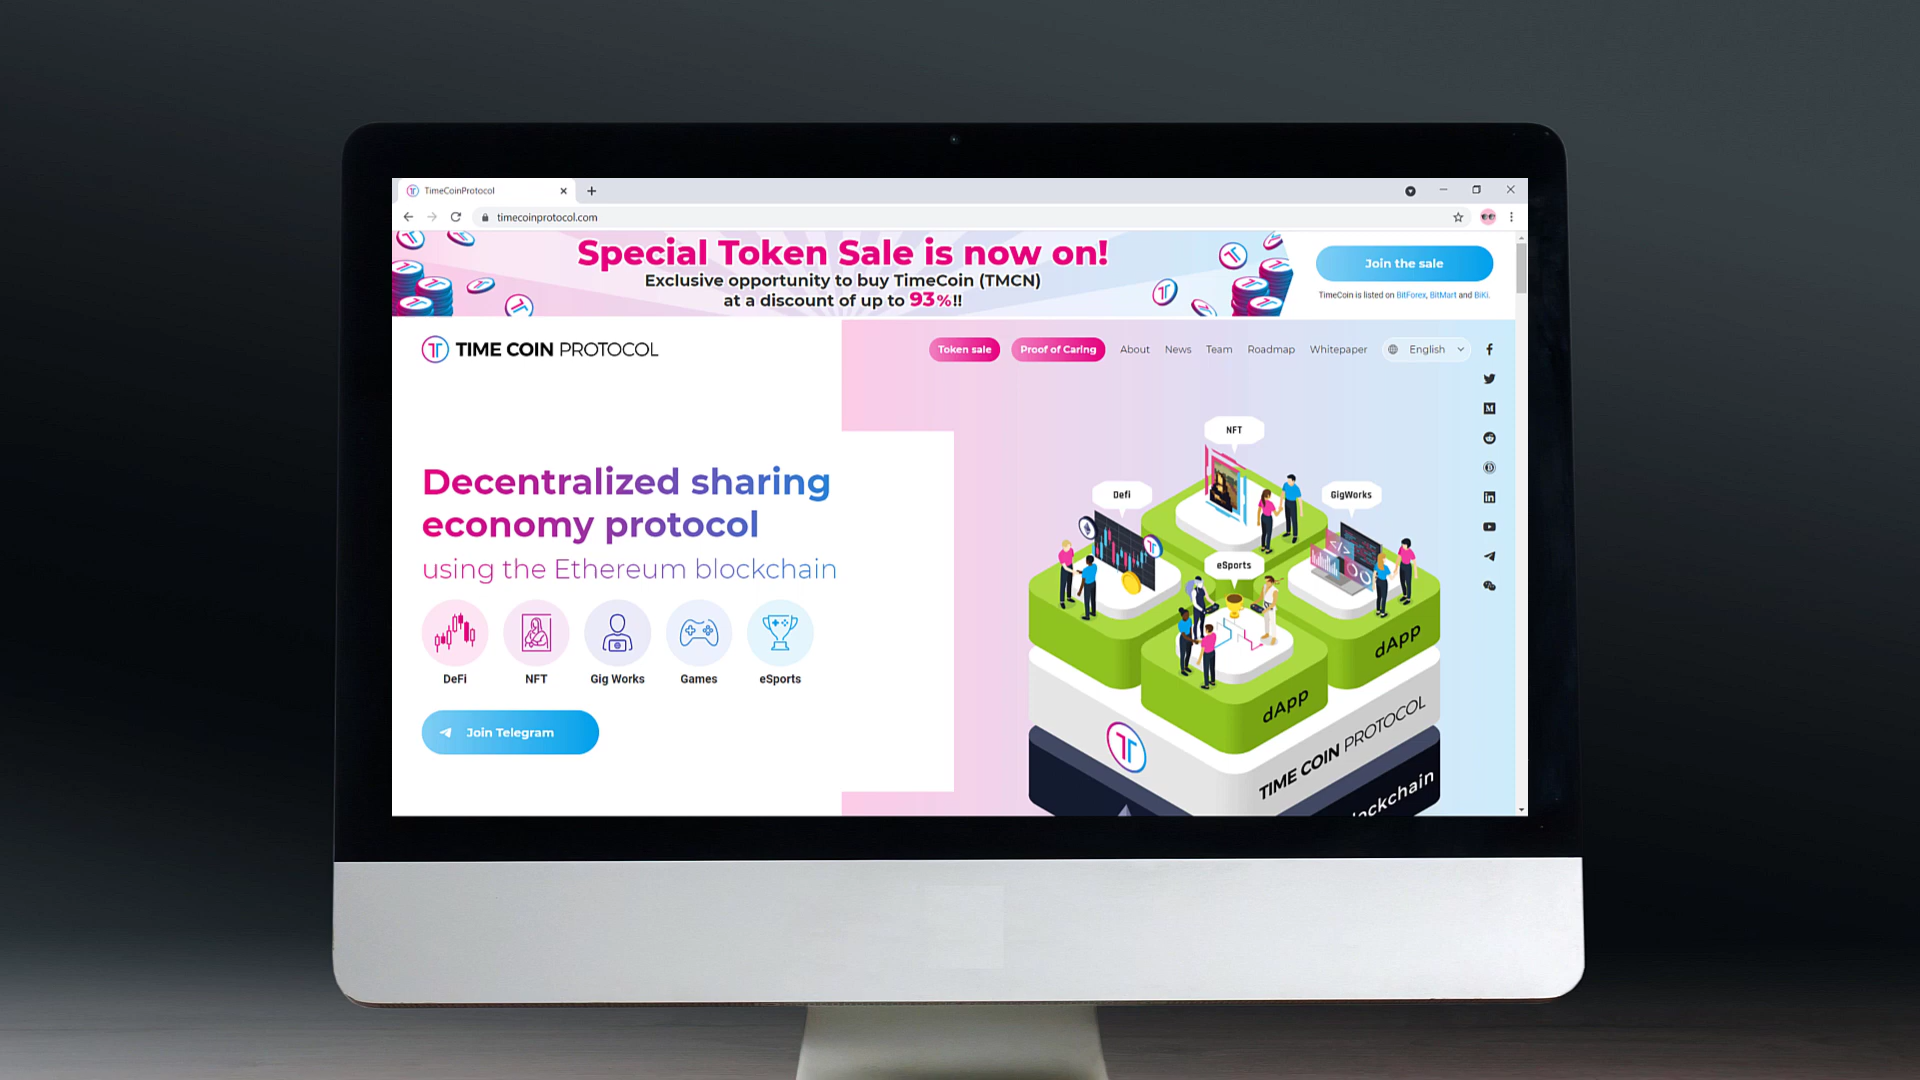 TimeCoinProtocol
timecoinprotocol.com
Special Token Sale is now on!
Exclusive opportunity to buy TimeCoin (TMCN)
at a discount of up to 93%!!
Join the sale
TimeCoin is listed on BitForex, BitMart and BiKi.
TIME COIN PROTOCOL
Token sale
Proof of Caring
About
News
Team
Roadmap
Whitepaper
English
Decentralized sharing
economy protocol
using the Ethereum blockchain
DeFi
NFT
Gig Works
Games
eSports
Join Telegram
NFT
Defi
GigWorks
eSports
dApp
dApp
TIME COIN PROTOCOL
ockchain